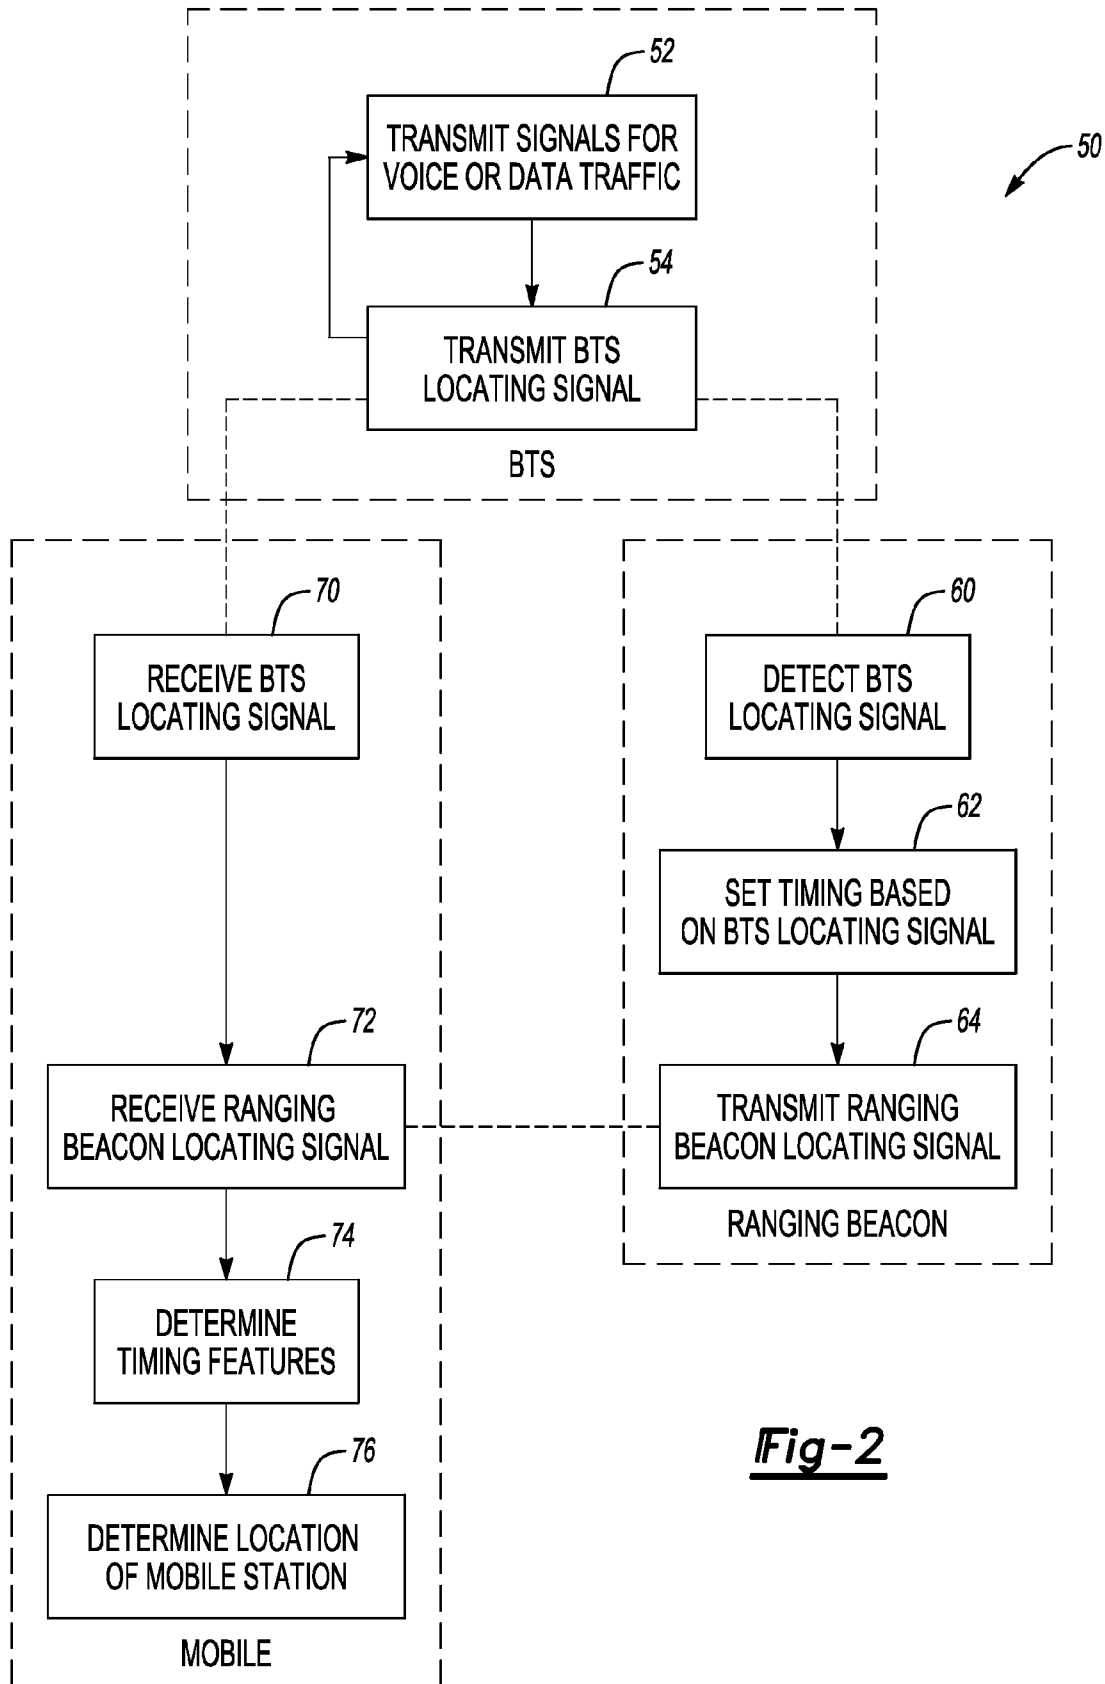 52
TRANSMIT SIGNALS FOR
VOICE OR DATA TRAFFIC
50
54
TRANSMIT BTS
LOCATING SIGNAL
BTS
70
RECEIVE BTS
LOCATING SIGNAL
60
DETECT BTS
LOCATING SIGNAL
62
SET TIMING BASED
ON BTS LOCATING SIGNAL
72
RECEIVE RANGING
BEACON LOCATING SIGNAL
64
TRANSMIT RANGING
BEACON LOCATING SIGNAL
RANGING BEACON
74
DETERMINE
TIMING FEATURES
76
DETERMINE LOCATION
OF MOBILE STATION
MOBILE
Fig-2